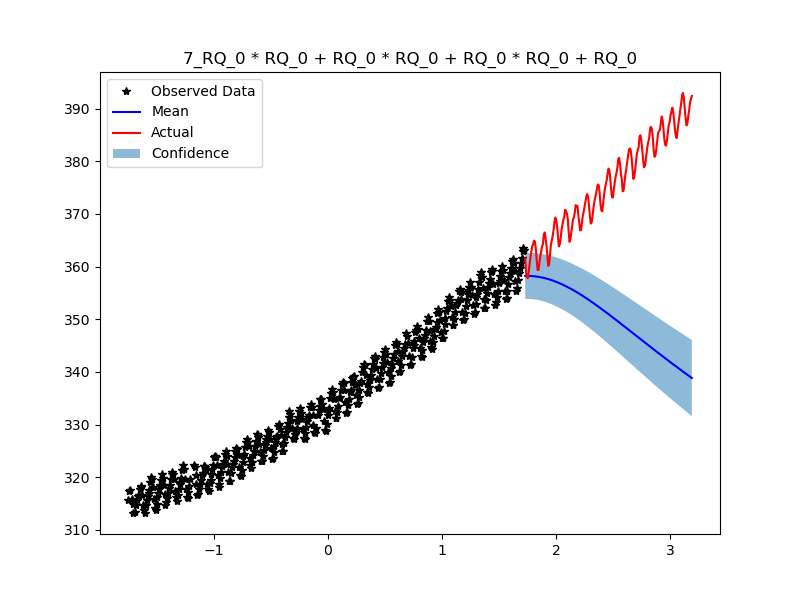 7_RQ_0 * RQ_0 + RQ_0 * RQ_0 + RQ_0 * RQ_0 + RQ_0
Observed Data
Mean
Actual
Confidence
390
380
370
360
350
340
330
320
310
−1
0
1
2
3